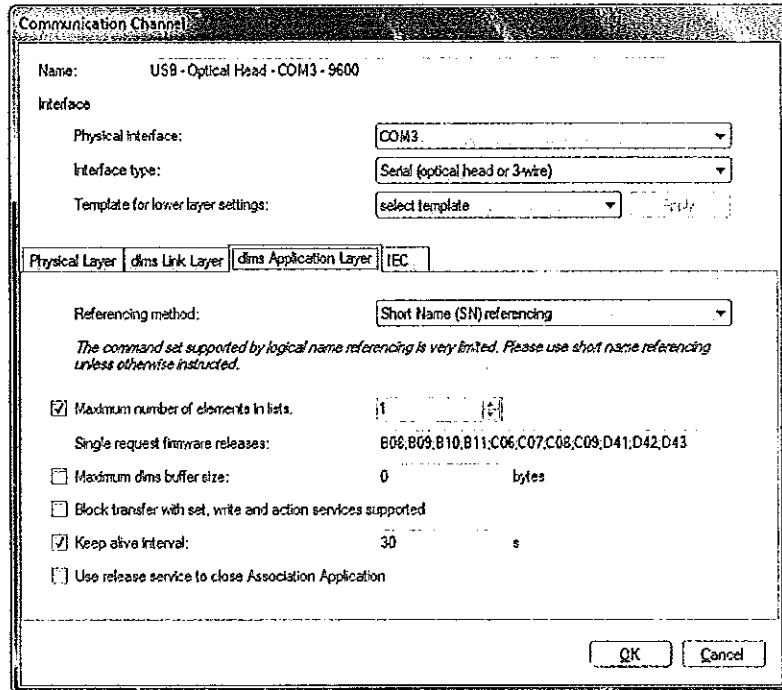 Communication Channel
Name: USB - Optical Head - COM3 - 9600
Interface
Physical interface: COM3
Interface type: Serial (optical head or 3-wire)
Template for lower layer settings: select template Apply
Physical Layer dlms Link Layer dlms Application Layer IEC
Referencing method: Short Name (SN) referencing
The command set supported by logical name referencing is very limited. Please use short name referencing
unless otherwise instructed.
Maximum number of elements in lists. 1
Single request firmware releases: B08,B09,B10,B11,C06,C07,C08,C09,D41,D42,D43
Maximum dlms buffer size: 0 bytes
Block transfer with set, write and action services supported
Keep alive interval: 30 s
Use release service to close Association Application
OK Cancel